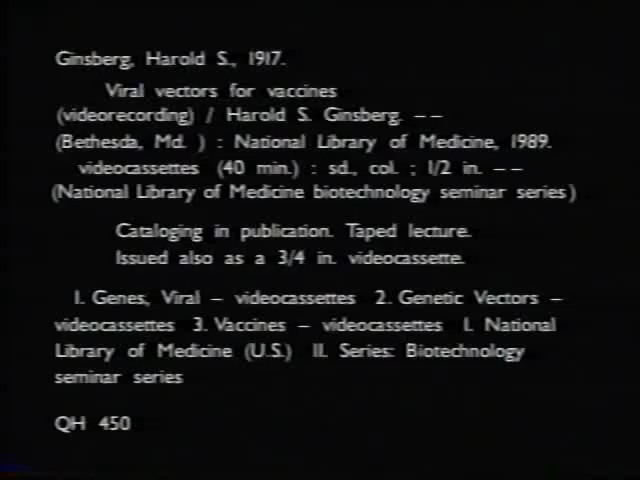 Ginsberg, Harold S., 1917.
Viral vectors for vaccines
(videorecording) / Harold S. Ginsberg. – –
(Bethesda, Md. ) : National Library of Medicine, 1989.
videocassettes (40 min.) : sd., col. ; 1/2 in. – –
(National Library of Medicine biotechnology seminar series)
Cataloging in publication. Taped lecture.
Issued also as a 3/4 in. videocassette.
1. Genes, Viral – videocassettes 2. Genetic Vectors –
videocassettes 3. Vaccines – videocassettes I. National
Library of Medicine (U.S.) II. Series: Biotechnology
seminar series
QH 450